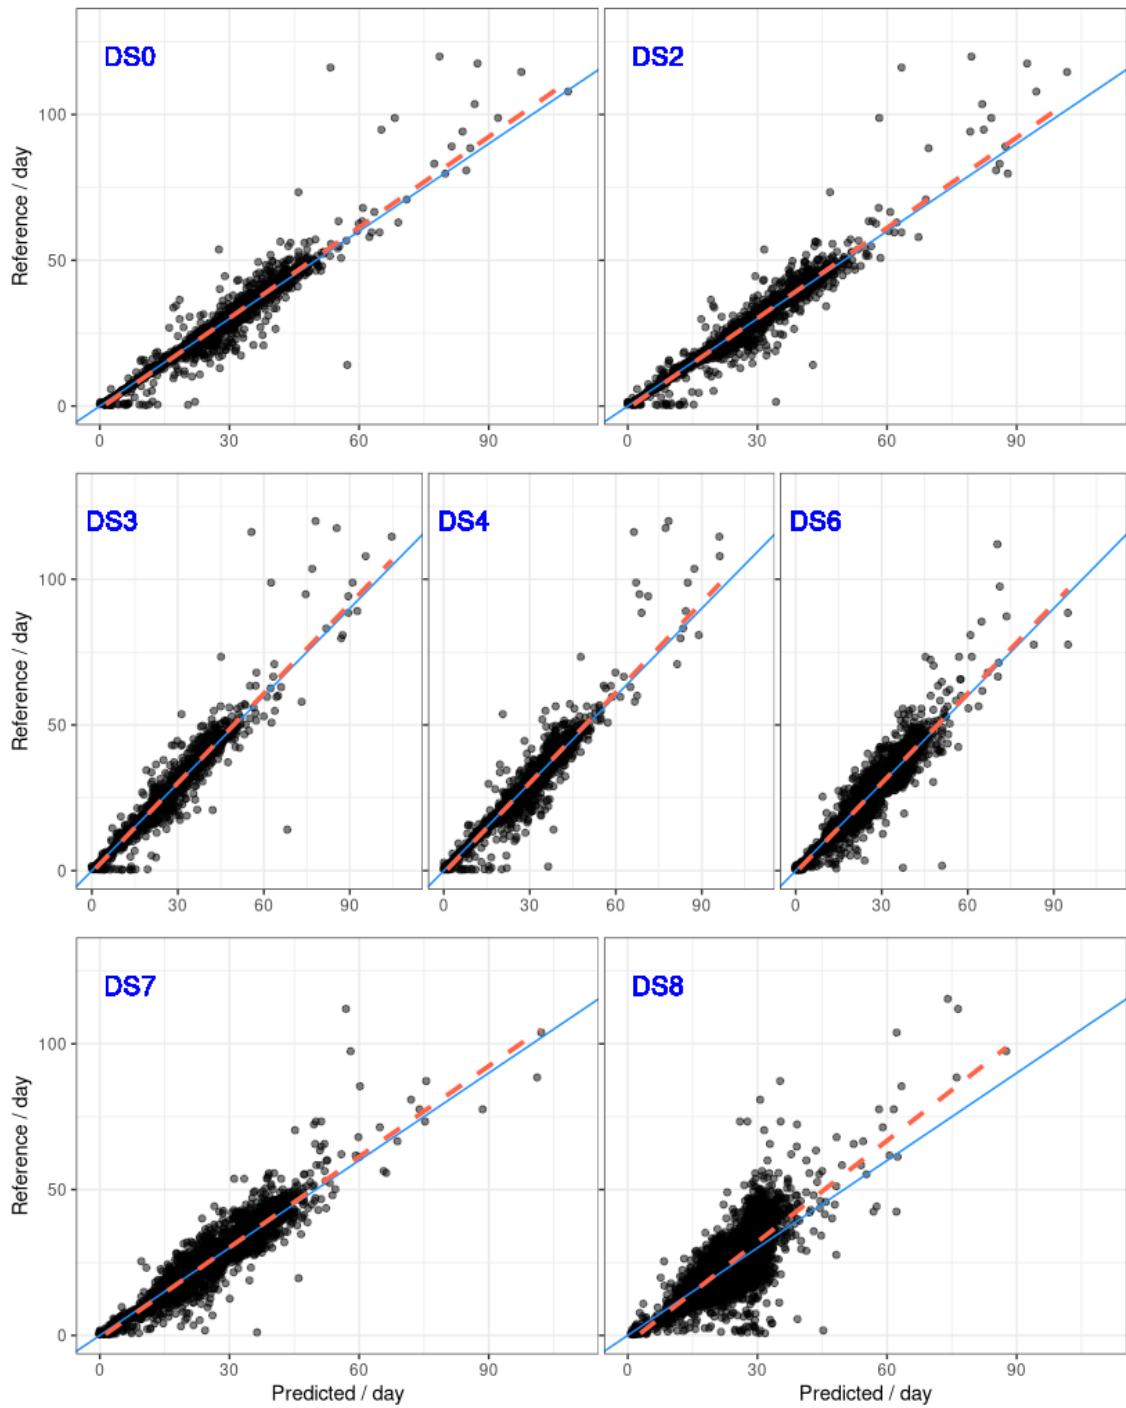 DS0 DS2
100
50
0
Reference / day
0 30 60 90 0 30 60 90
DS3 DS4 DS6
100
50
0
Reference / day
0 30 60 90 0 30 60 90 0 30 60 90
DS7 DS8
100
50
0
Reference / day
0 30 60 90 0 30 60 90
Predicted / day Predicted / day